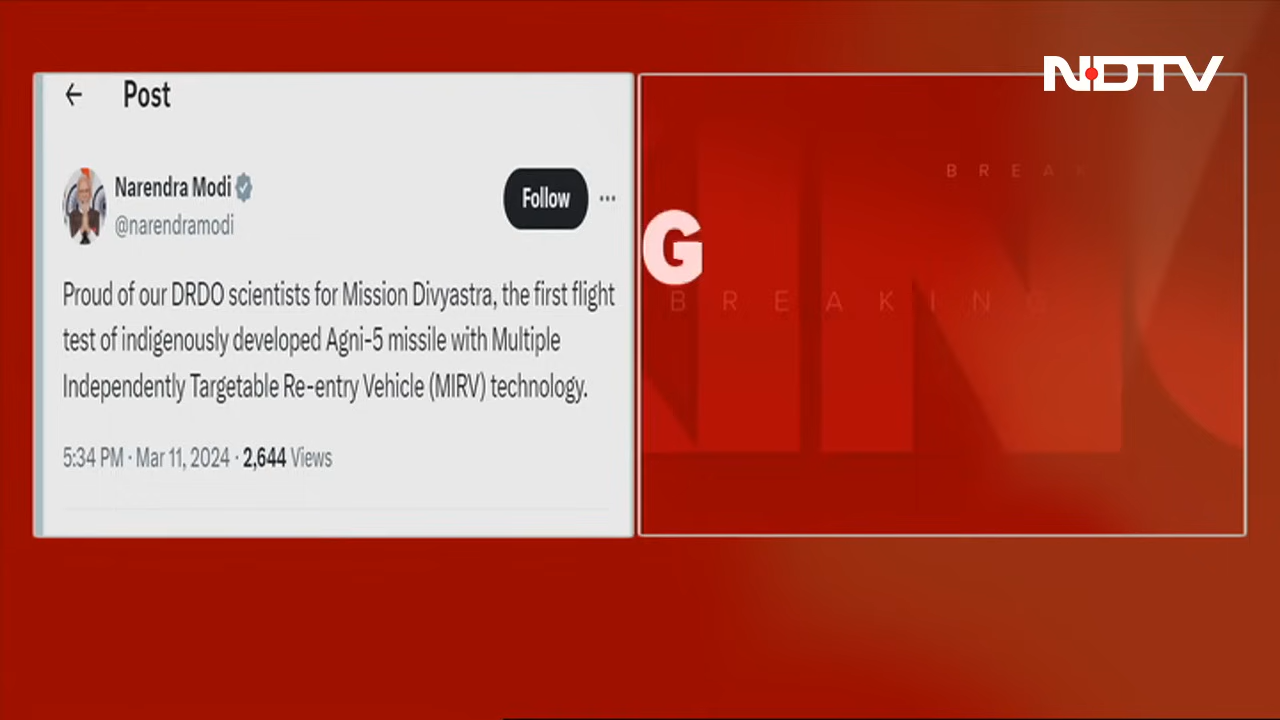 NDTV
Post
Narendra Modi
@narendramodi
Follow
Proud of our DRDO scientists for Mission Divyastra, the first flight
test of indigenously developed Agni-5 missile with Multiple
Independently Targetable Re-entry Vehicle (MIRV) technology.
5:34 PM · Mar 11, 2024 · 2,644 Views
BREAK
G
BREAKING